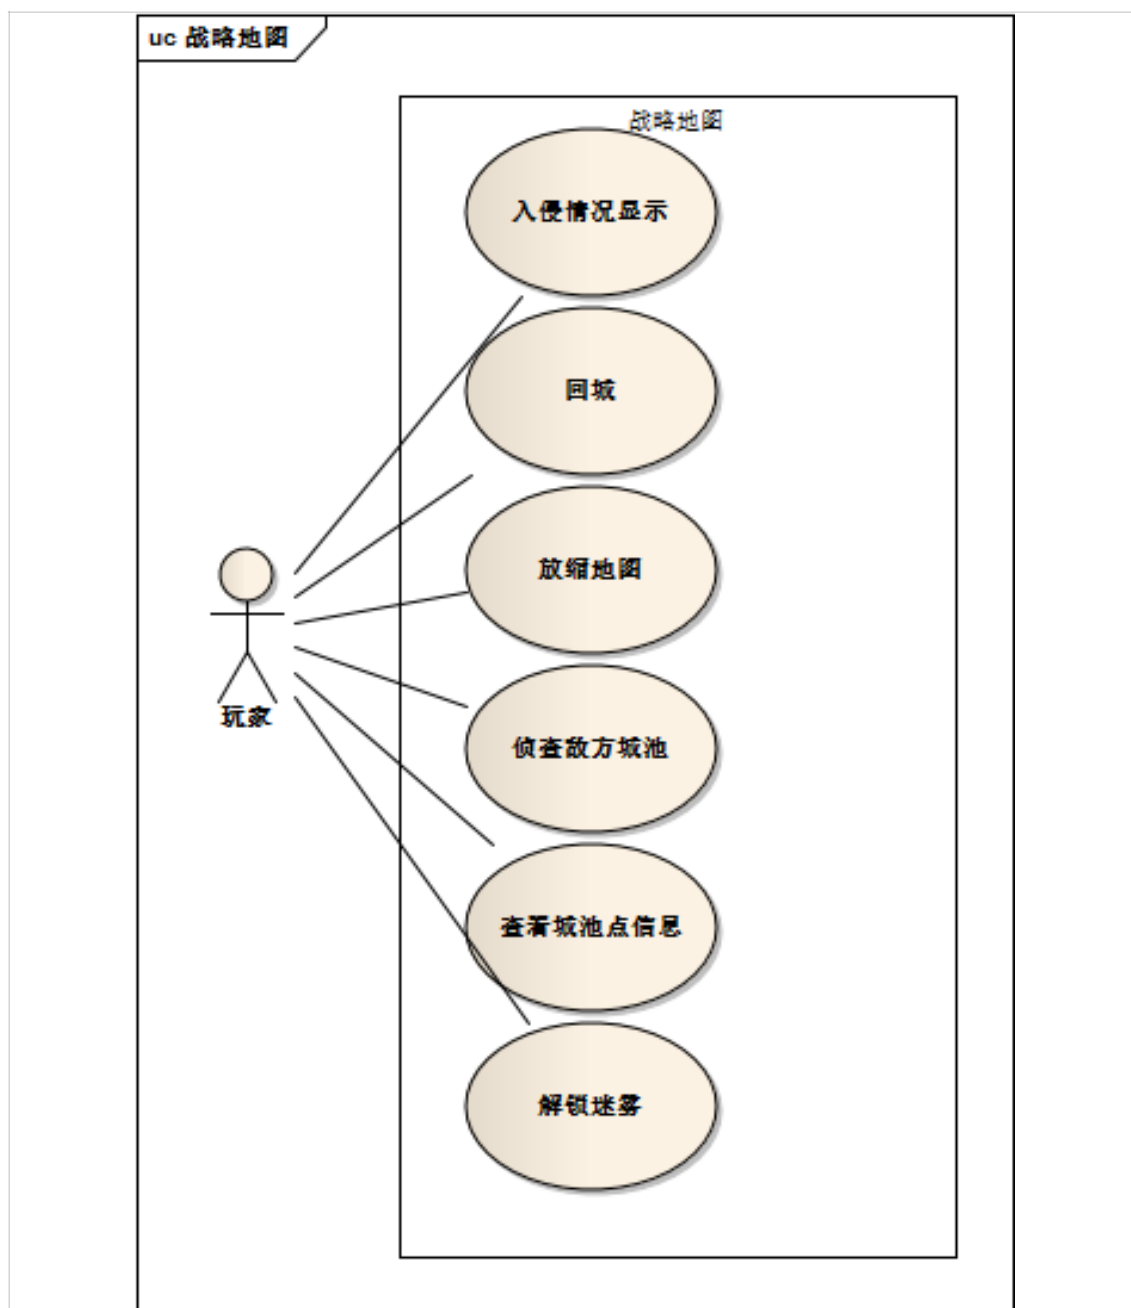 uc 战略地图
战略地图
入侵情况显示
回城
放缩地图
玩家
侦查敌方城池
查看城池点信息
解锁迷雾